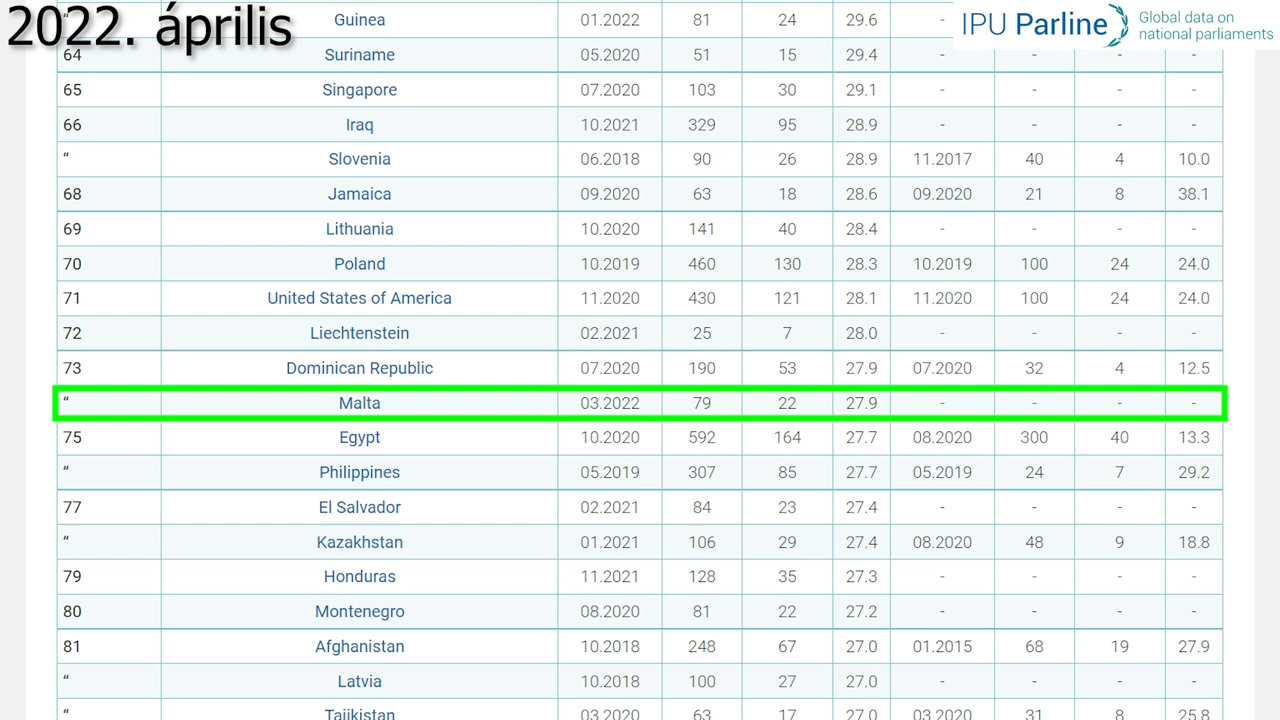 2022. április
IPU Parline Global data on national parliaments
“ Guinea 01.2022 81 24 29.6 - -
64 Suriname 05.2020 51 15 29.4 - - - -
65 Singapore 07.2020 103 30 29.1 - - - -
66 Iraq 10.2021 329 95 28.9 - - - -
“ Slovenia 06.2018 90 26 28.9 11.2017 40 4 10.0
68 Jamaica 09.2020 63 18 28.6 09.2020 21 8 38.1
69 Lithuania 10.2020 141 40 28.4 - - - -
70 Poland 10.2019 460 130 28.3 10.2019 100 24 24.0
71 United States of America 11.2020 430 121 28.1 11.2020 100 24 24.0
72 Liechtenstein 02.2021 25 7 28.0 - - - -
73 Dominican Republic 07.2020 190 53 27.9 07.2020 32 4 12.5
“ Malta 03.2022 79 22 27.9 - - - -
75 Egypt 10.2020 592 164 27.7 08.2020 300 40 13.3
“ Philippines 05.2019 307 85 27.7 05.2019 24 7 29.2
77 El Salvador 02.2021 84 23 27.4 - - - -
“ Kazakhstan 01.2021 106 29 27.4 08.2020 48 9 18.8
79 Honduras 11.2021 128 35 27.3 - - - -
80 Montenegro 08.2020 81 22 27.2 - - - -
81 Afghanistan 10.2018 248 67 27.0 01.2015 68 19 27.9
“ Latvia 10.2018 100 27 27.0 - - - -
“ Tajikistan 03.2020 63 17 27.0 03.2020 31 8 25.8